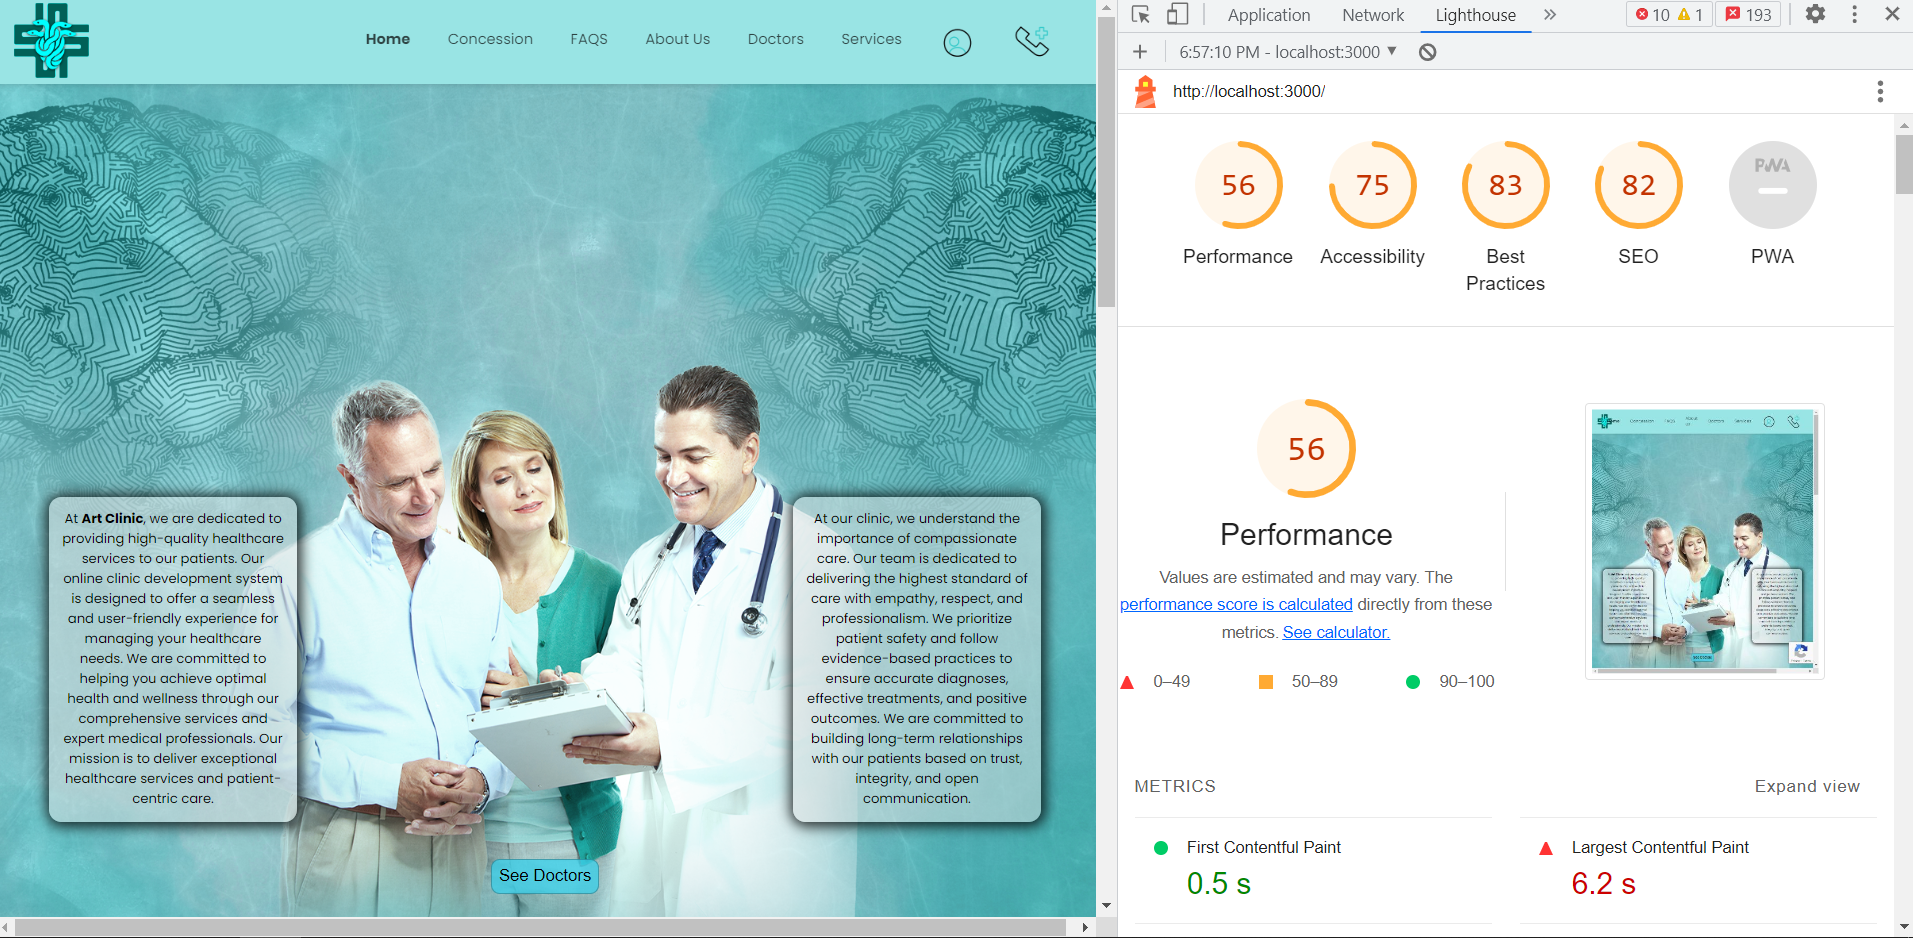 Home Concession FAQS About Us Doctors Services
At Art Clinic, we are dedicated to
providing high-quality healthcare
services to our patients. Our
online clinic development system
is designed to offer a seamless
and user-friendly experience for
managing your healthcare
needs. We are committed to
helping you achieve optimal
health and wellness through our
comprehensive services and
expert medical professionals. Our
mission is to deliver exceptional
healthcare services and patient-
centric care.
At our clinic, we understand the
importance of compassionate
care. Our team is dedicated to
delivering the highest standard of
care with empathy, respect, and
professionalism. We prioritize
patient safety and follow
evidence-based practices to
ensure accurate diagnoses,
effective treatments, and positive
outcomes. We are committed to
building long-term relationships
with our patients based on trust,
integrity, and open
communication.
See Doctors
Application Network Lighthouse 10 1 193
6:57:10 PM - localhost:3000
http://localhost:3000/
56 75 83 82 PWA
Performance Accessibility Best Practices SEO PWA
56
Performance
Values are estimated and may vary. The
performance score is calculated directly from these
metrics. See calculator.
0–49 50–89 90–100
METRICS Expand view
First Contentful Paint
0.5 s
Largest Contentful Paint
6.2 s